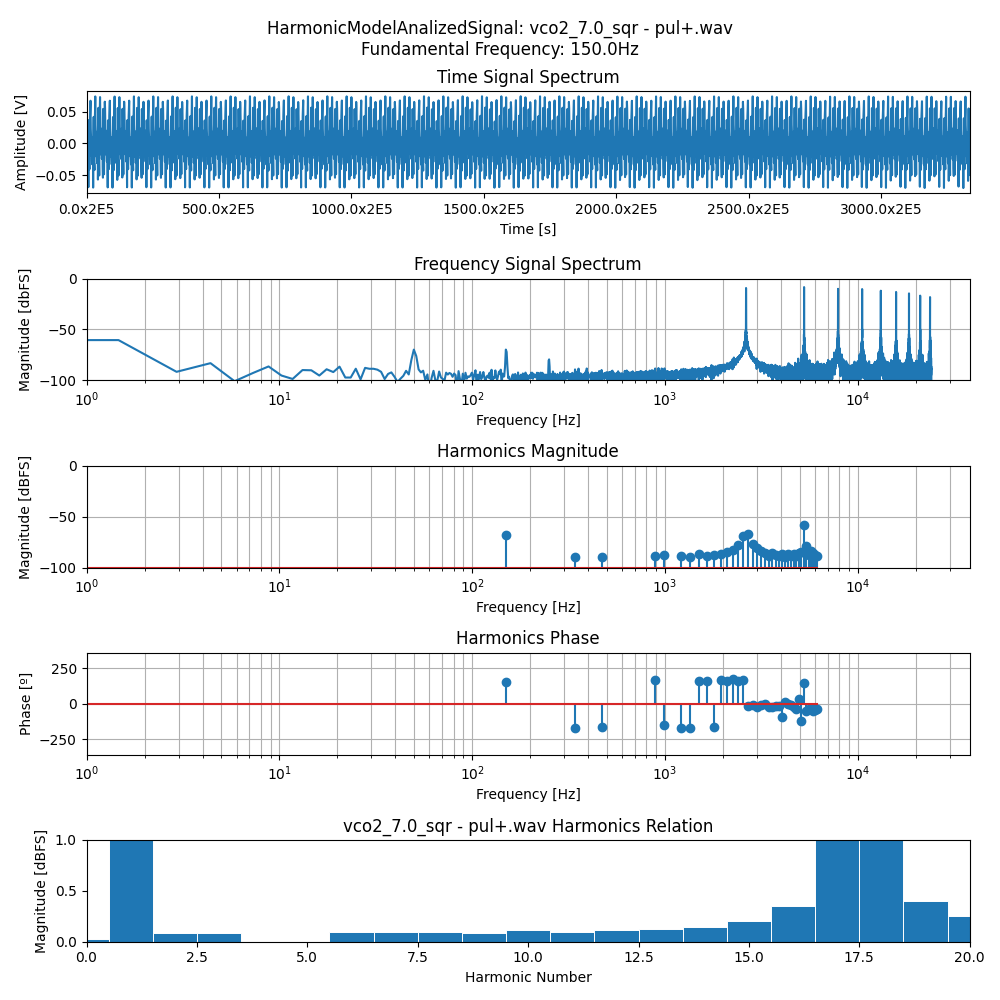 HarmonicModelAnalizedSignal: vco2_7.0_sqr - pul+.wav
Fundamental Frequency: 150.0Hz
Time Signal Spectrum
Amplitude [V]
0.05
0.00
−0.05
0.0x2E5 500.0x2E5 1000.0x2E5 1500.0x2E5 2000.0x2E5 2500.0x2E5 3000.0x2E5
Time [s]
Frequency Signal Spectrum
Magnitude [dbFS]
0
−50
−100
10^0 10^1 10^2 10^3 10^4
Frequency [Hz]
Harmonics Magnitude
Magnitude [dBFS]
0
−50
−100
10^0 10^1 10^2 10^3 10^4
Frequency [Hz]
Harmonics Phase
Phase [º]
250
0
−250
10^0 10^1 10^2 10^3 10^4
Frequency [Hz]
vco2_7.0_sqr - pul+.wav Harmonics Relation
Magnitude [dBFS]
1.0
0.5
0.0
0.0 2.5 5.0 7.5 10.0 12.5 15.0 17.5 20.0
Harmonic Number